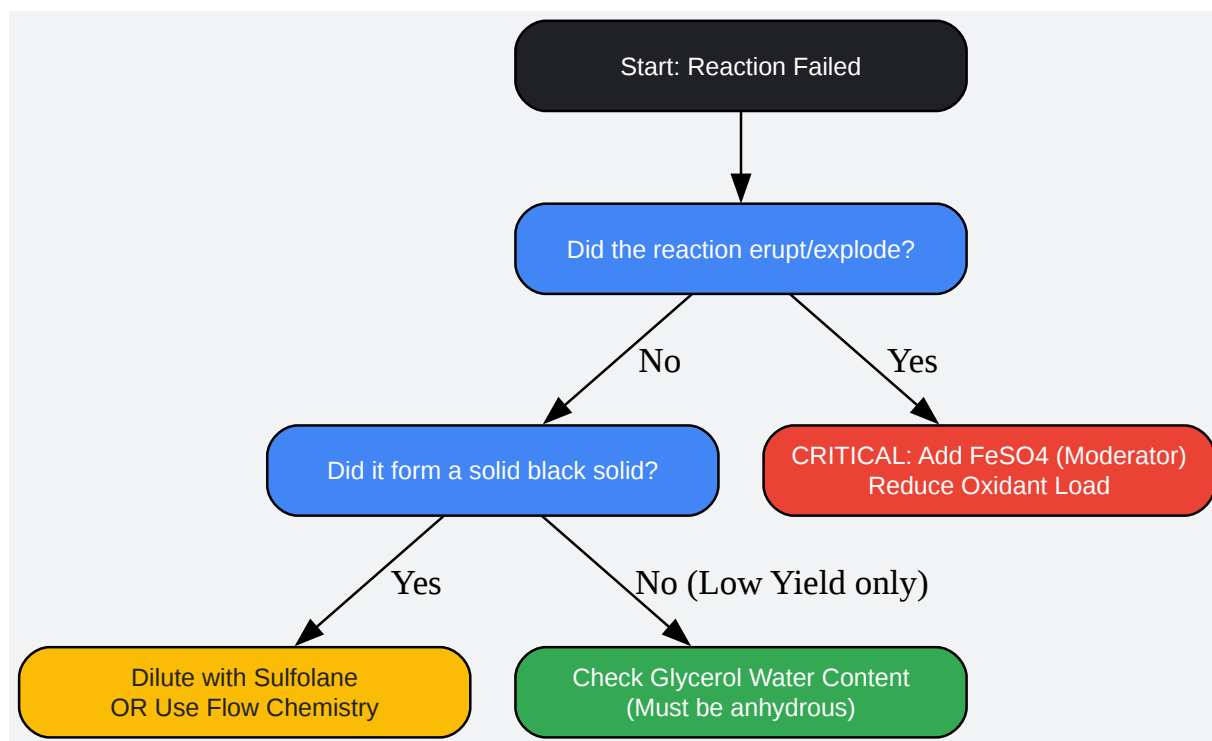 Start: Reaction Failed
Did the reaction erupt/explode?
No
Yes
Did it form a solid black solid?
CRITICAL: Add FeSO4 (Moderator)
Reduce Oxidant Load
Yes
No (Low Yield only)
Dilute with Sulfolane
OR Use Flow Chemistry
Check Glycerol Water Content
(Must be anhydrous)